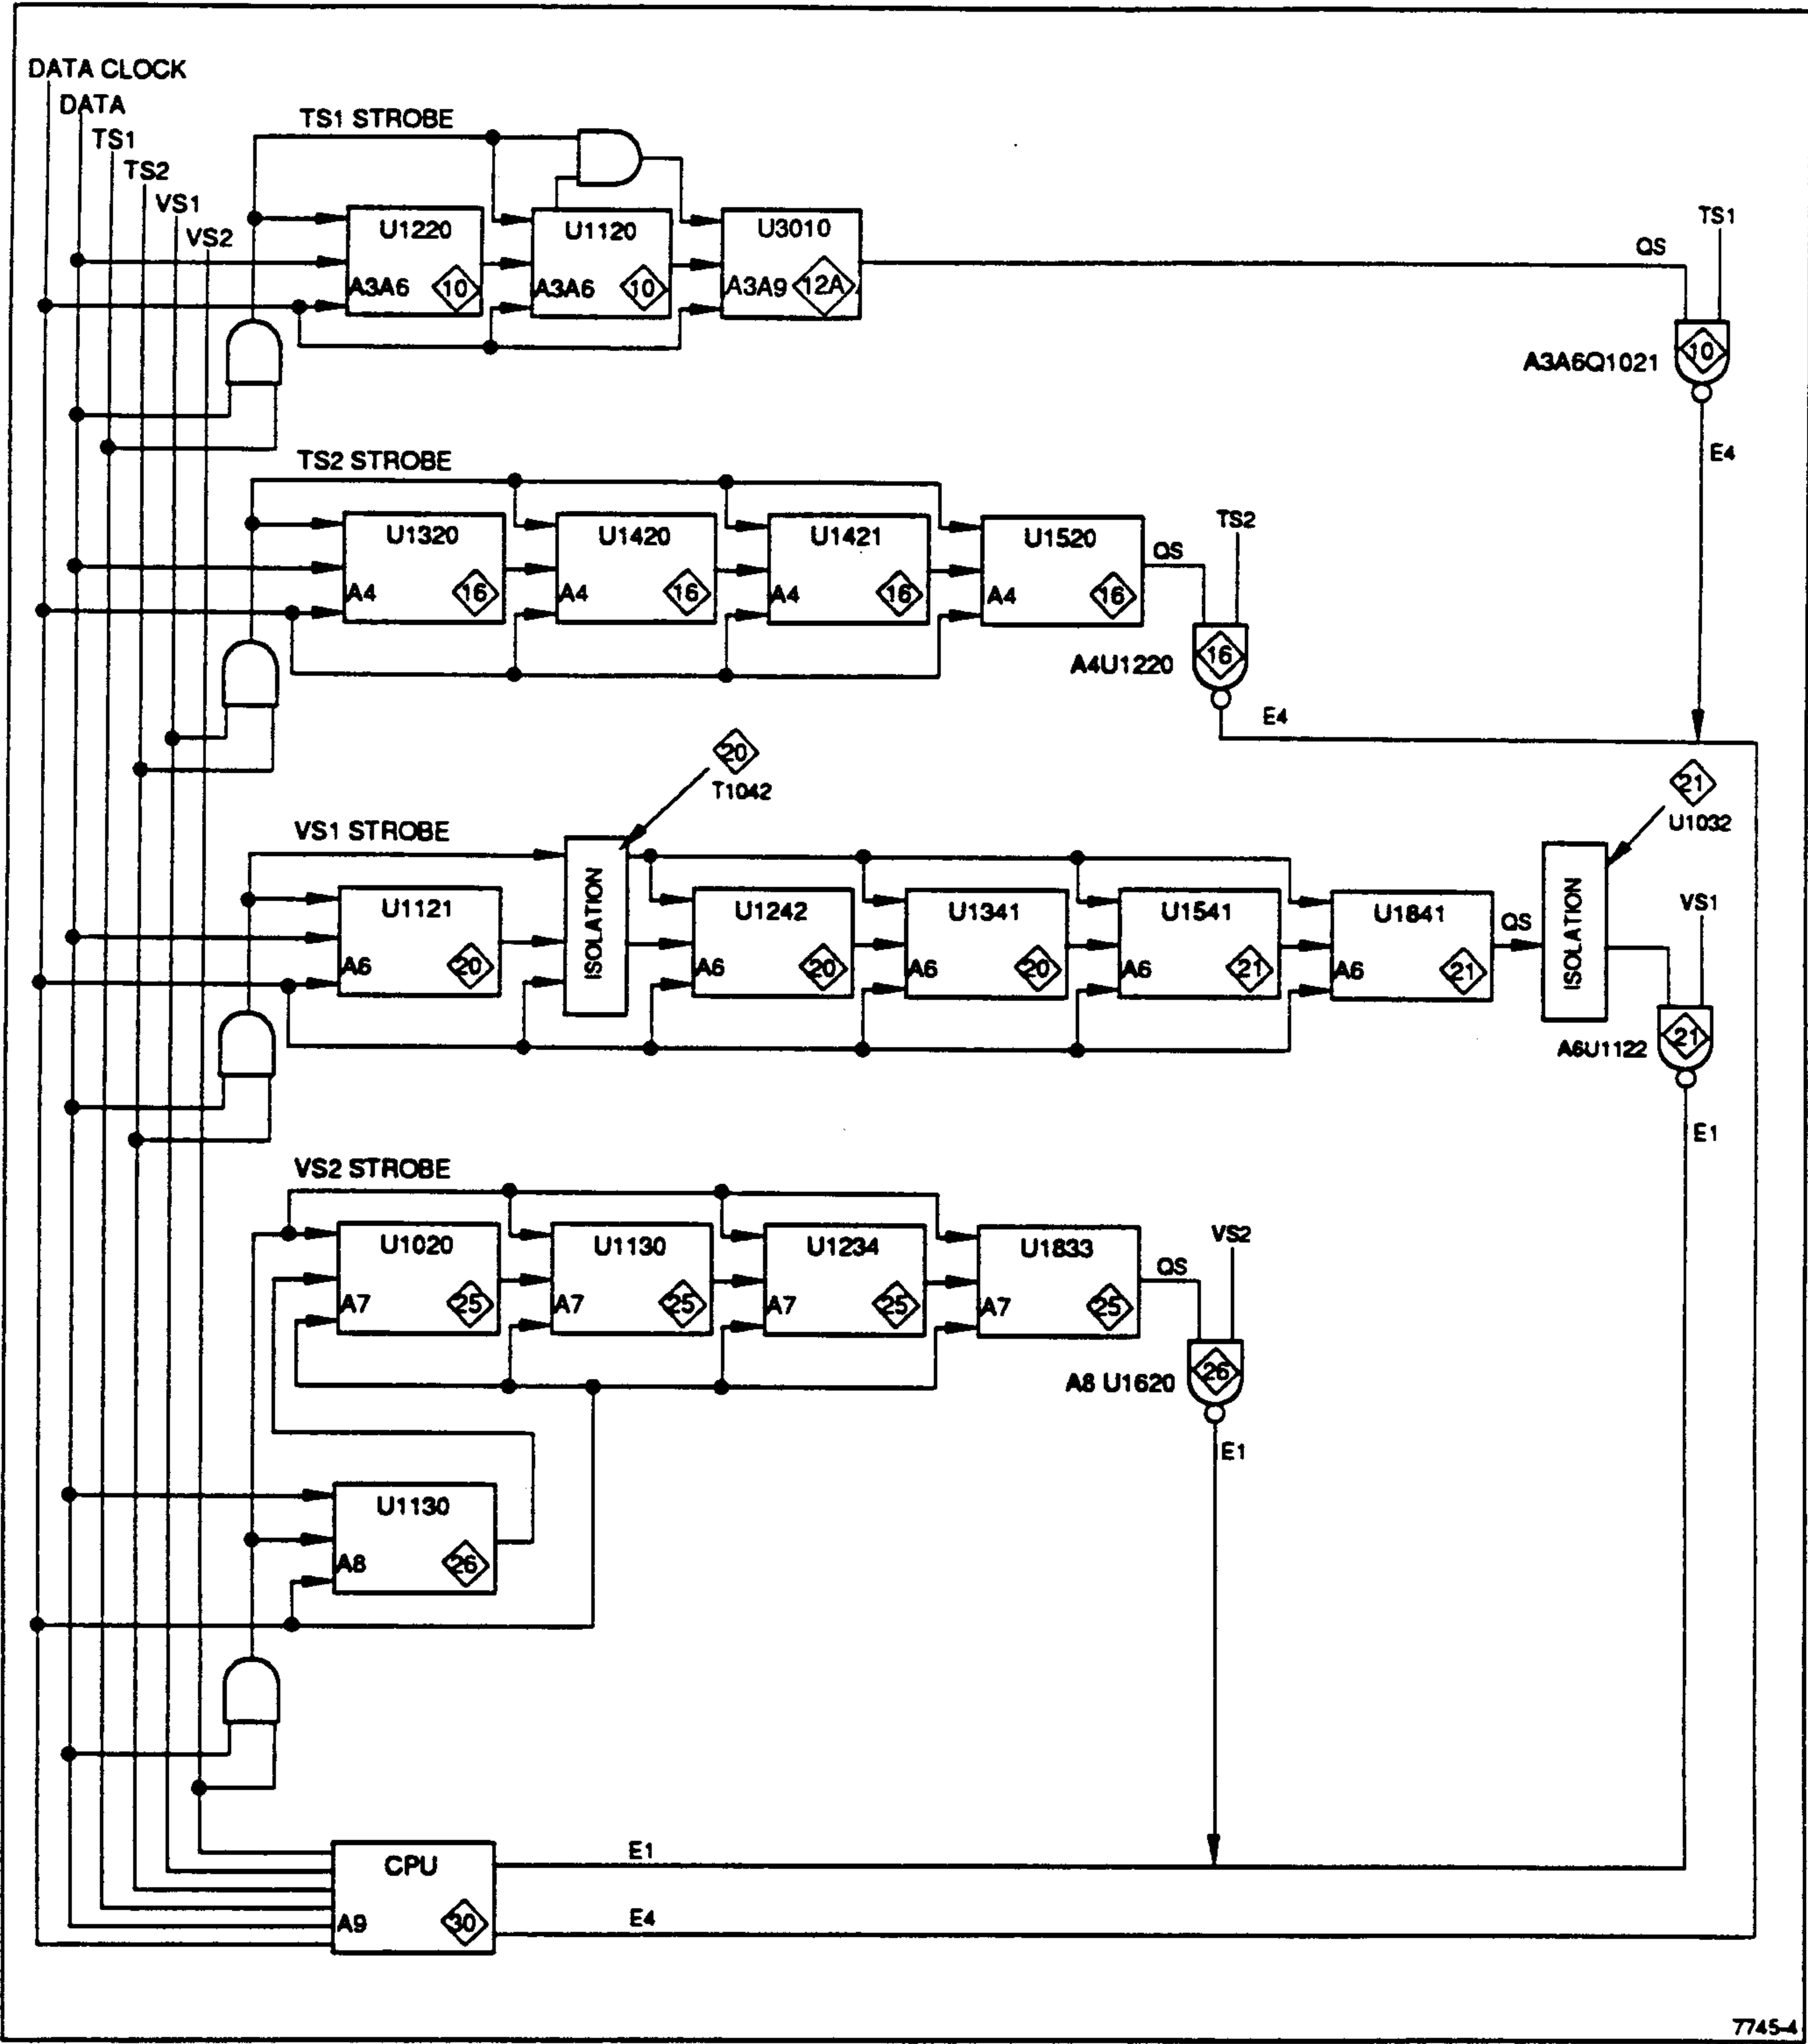 DATA CLOCK
DATA
TS1
TS2
VS1
VS2
TS1 STROBE
U1220
A3A6
10
U1120
A3A6
10
U3010
A3A9
12A
QS
TS1
A3A6Q1021
10
E4
TS2 STROBE
U1320
A4
16
U1420
A4
16
U1421
A4
16
U1520
A4
16
QS
TS2
A4U1220
16
E4
20
T1042
21
U1032
VS1 STROBE
U1121
A6
20
ISOLATION
U1242
A6
20
U1341
A6
20
U1541
A6
21
U1841
A6
21
QS
ISOLATION
VS1
A6U1122
21
E1
VS2 STROBE
U1020
A7
25
U1130
A7
25
U1234
A7
25
U1833
A7
25
QS
VS2
A8 U1620
26
E1
U1130
A8
26
CPU
A9
30
E1
E4
7745-4